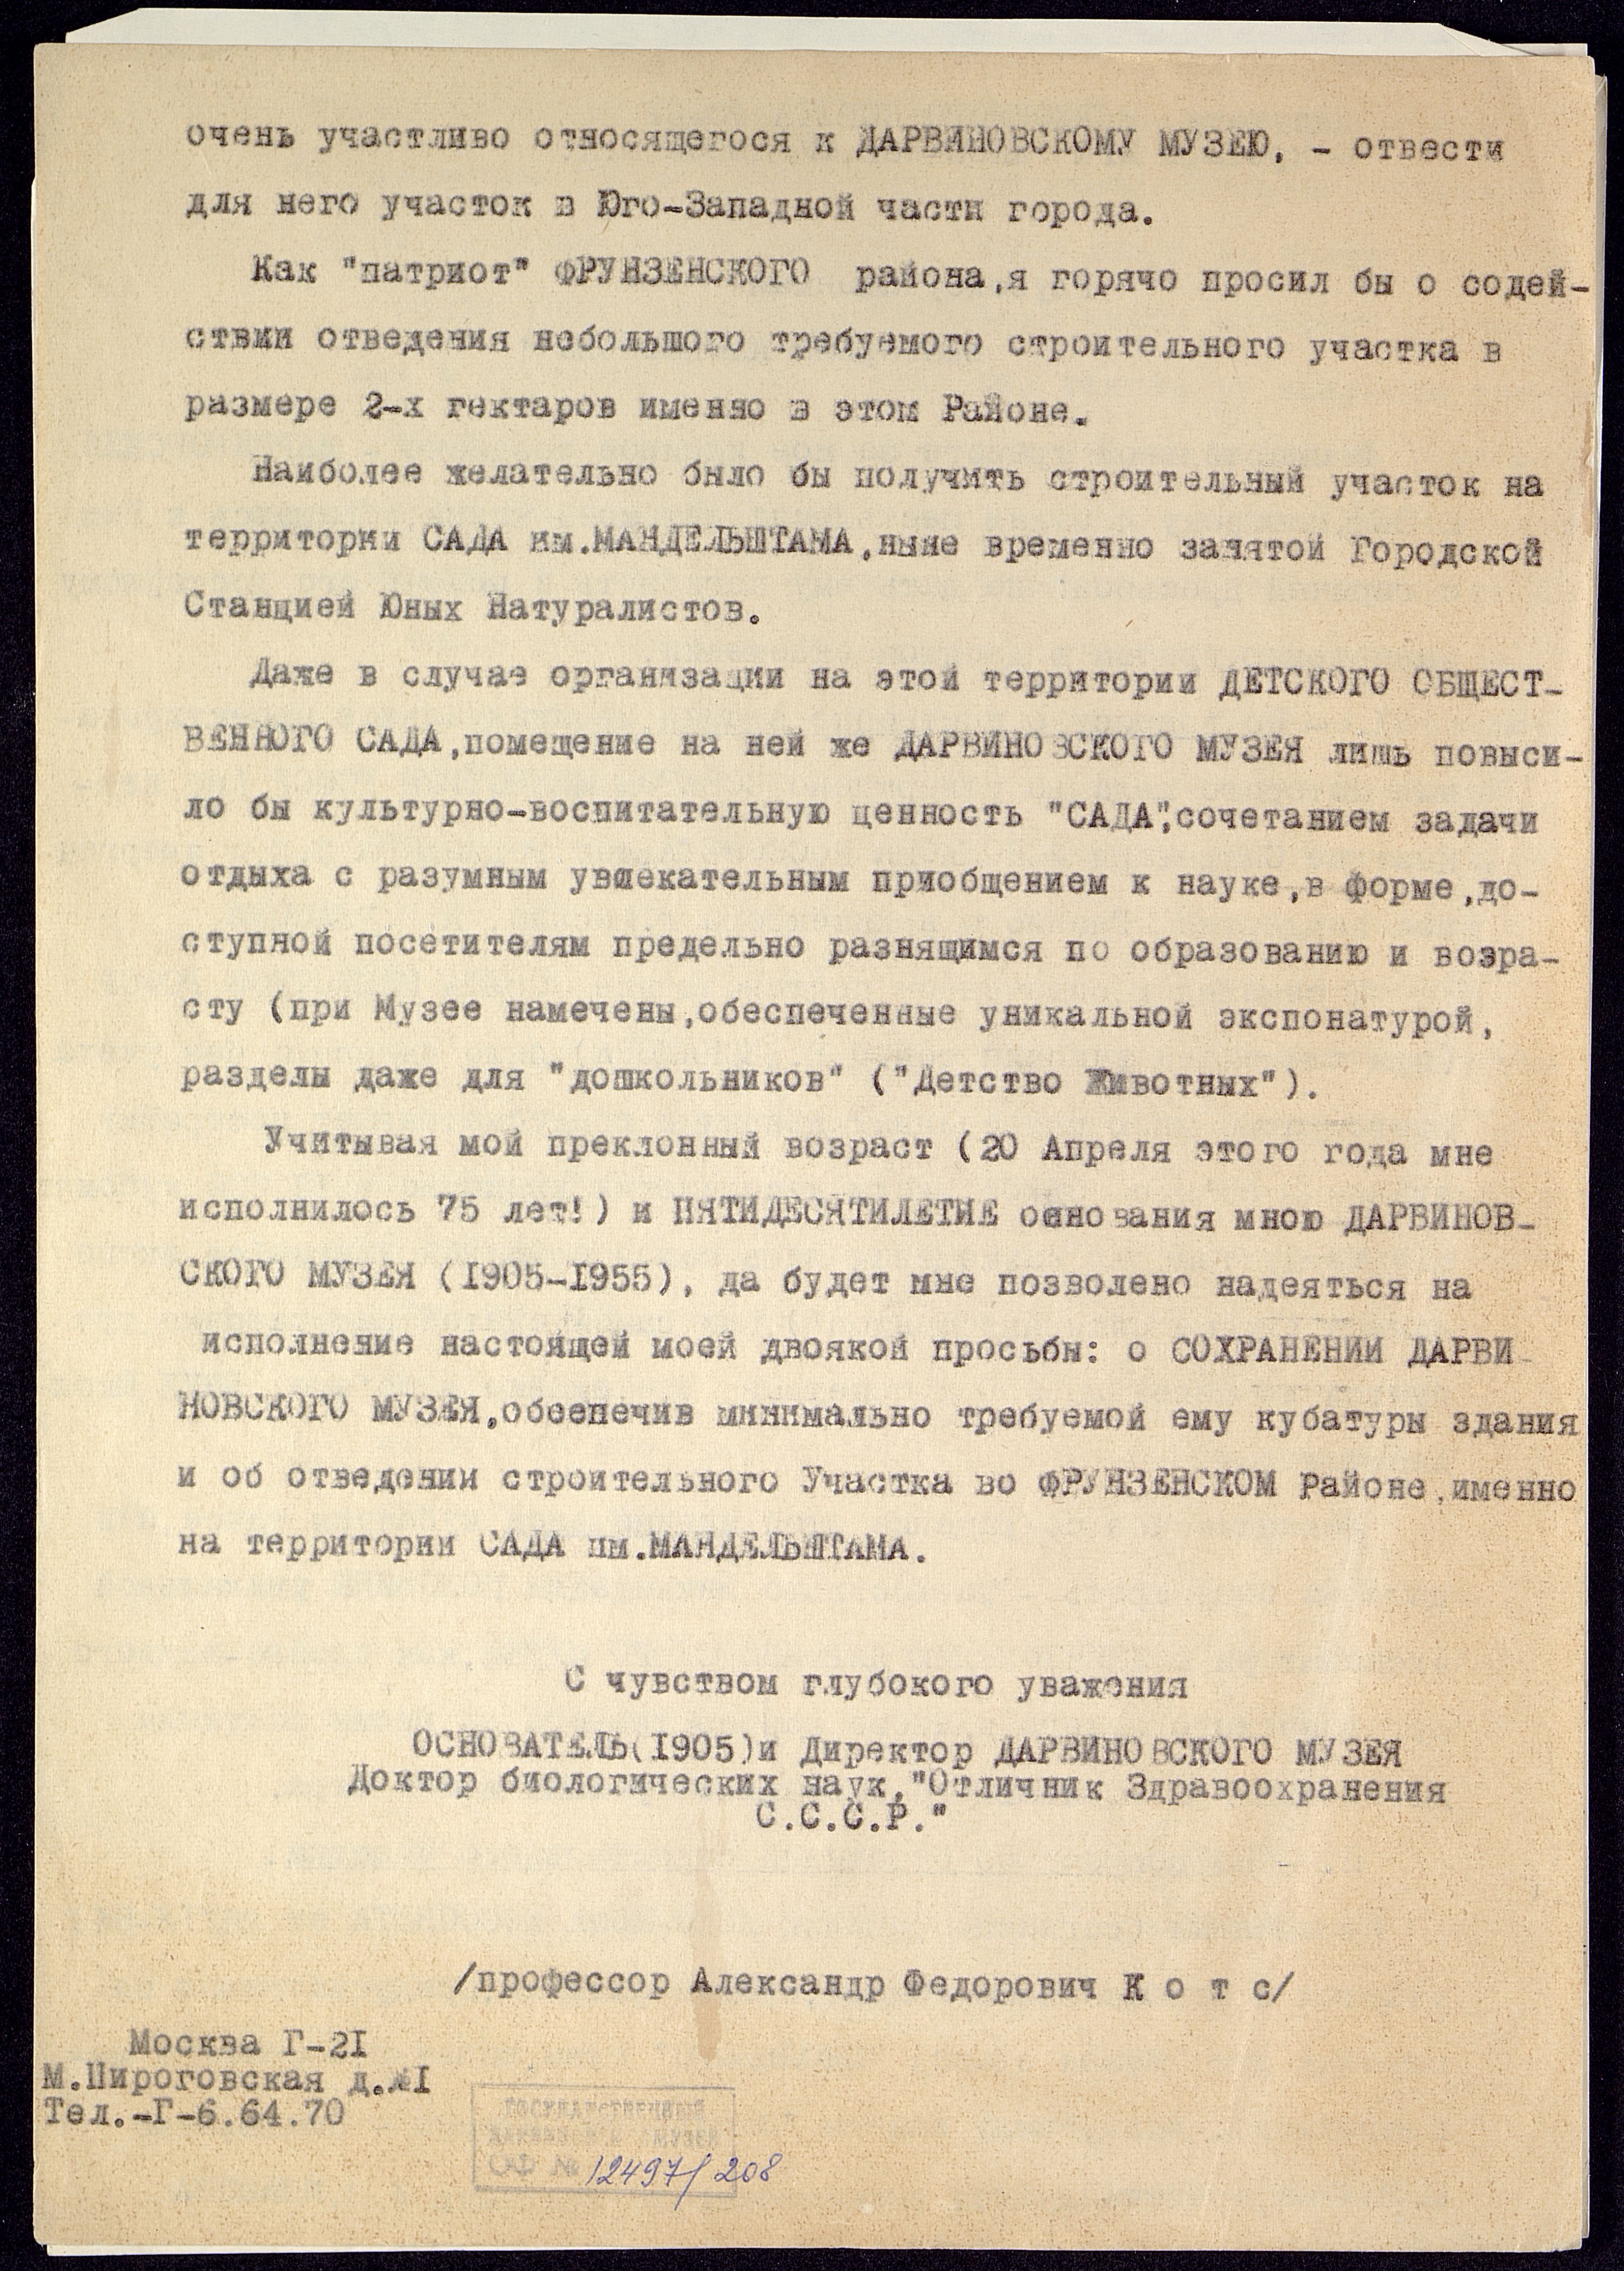 очень участливо относящегося к ДАРВИНОВСКОМУ МУЗЕЮ, - отвести
для него участок в Юго-Западной части города.
Как "патриот" ФРУНЗЕНСКОГО района,я горячо просил бы о содей-
ствии отведения небольшого требуемого строительного участка в
размере 2-х гектаров именно в этом Районе.
Наиболее желательно было бы получить строительный участок на
территории САДА им.МАНДЕЛЬШТАМА,ныне временно занятой Городской
Станцией Юных Натуралистов.
Даже в случае организации на этой территории ДЕТСКОГО ОБЩЕСТ-
ВЕННОГО САДА,помещение на ней же ДАРВИНОВСКОГО МУЗЕЯ лишь повыси-
ло бы культурно-воспитательную ценность "САДА",сочетанием задачи
отдыха с разумным увлекательным приобщением к науке,в форме,до-
ступной посетителям предельно разнящимся по образованию и возра-
сту (при Музее намечены,обеспеченные уникальной экспонатурой,
разделы даже для "дошкольников" ("Детство Животных").
Учитывая мой преклонный возраст (20 Апреля этого года мне
исполнилось 75 лет!) и ПЯТИДЕСЯТИЛЕТИЕ основания мною ДАРВИНОВ-
СКОГО МУЗЕЯ (1905-1955), да будет мне позволено надеяться на
исполнение настоящей моей двоякой просьбы: о СОХРАНЕНИИ ДАРВИ-
НОВСКОГО МУЗЕЯ,обеспечив минимально требуемой ему кубатуры здания
и об отведении строительного Участка во ФРУНЗЕНСКОМ Районе,именно
на территории САДА им.МАНДЕЛЬШТАМА.
С чувством глубокого уважения
ОСНОВАТЕЛЬ(1905)и Директор ДАРВИНОВСКОГО МУЗЕЯ
Доктор биологических наук,"Отличник Здравоохранения
С.С.С.Р."
/профессор Александр Федорович К о т с/
Москва Г-21
М.Пироговская д.№1
Тел.-Г-6.64.70
ГОСУДАРСТВЕННЫЙ
ДАРВИНОВСКИЙ МУЗЕЙ
ОФ № 12497/208